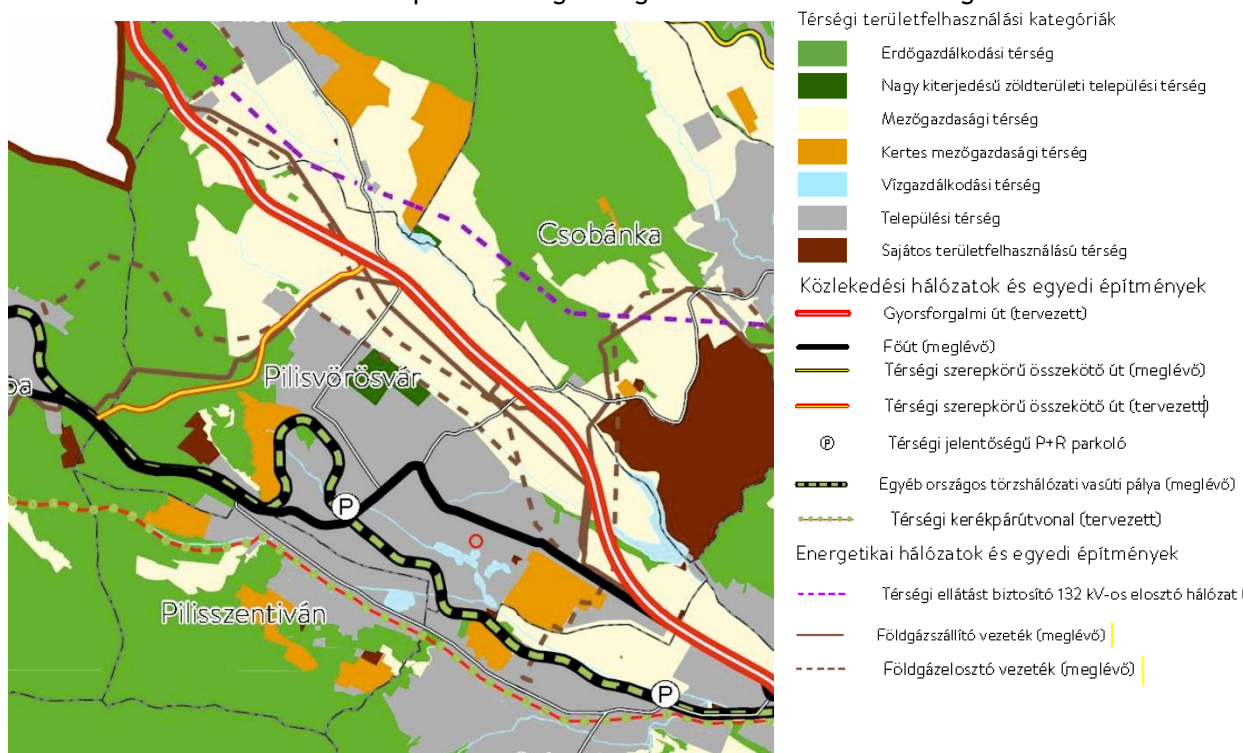 Térségi területfelhasználási kategóriák
Erdőgazdálkodási térség
Nagy kiterjedésű zöldterületi települési térség
Mezőgazdasági térség
Kertes mezőgazdasági térség
Vízgazdálkodási térség
Települési térség
Sajátos területfelhasználású térség
Közlekedési hálózatok és egyedi építmények
Gyorsforgalmi út (tervezett)
Főút (meglévő)
Térségi szerepkörű összekötő út (meglévő)
Térségi szerepkörű összekötő út (tervezett)
P
Térségi jelentőségű P+R parkoló
Egyéb országos törzshálózati vasúti pálya (meglévő)
Térségi kerékpárútvonal (tervezett)
Energetikai hálózatok és egyedi építmények
Térségi ellátást biztosító 132 kV-os elosztó hálózat (
Földgázszállító vezeték (meglévő)
Földgázelosztó vezeték (meglévő)
Csobánka
Pilisvörösvár
ba
P
Pilisszentiván
P